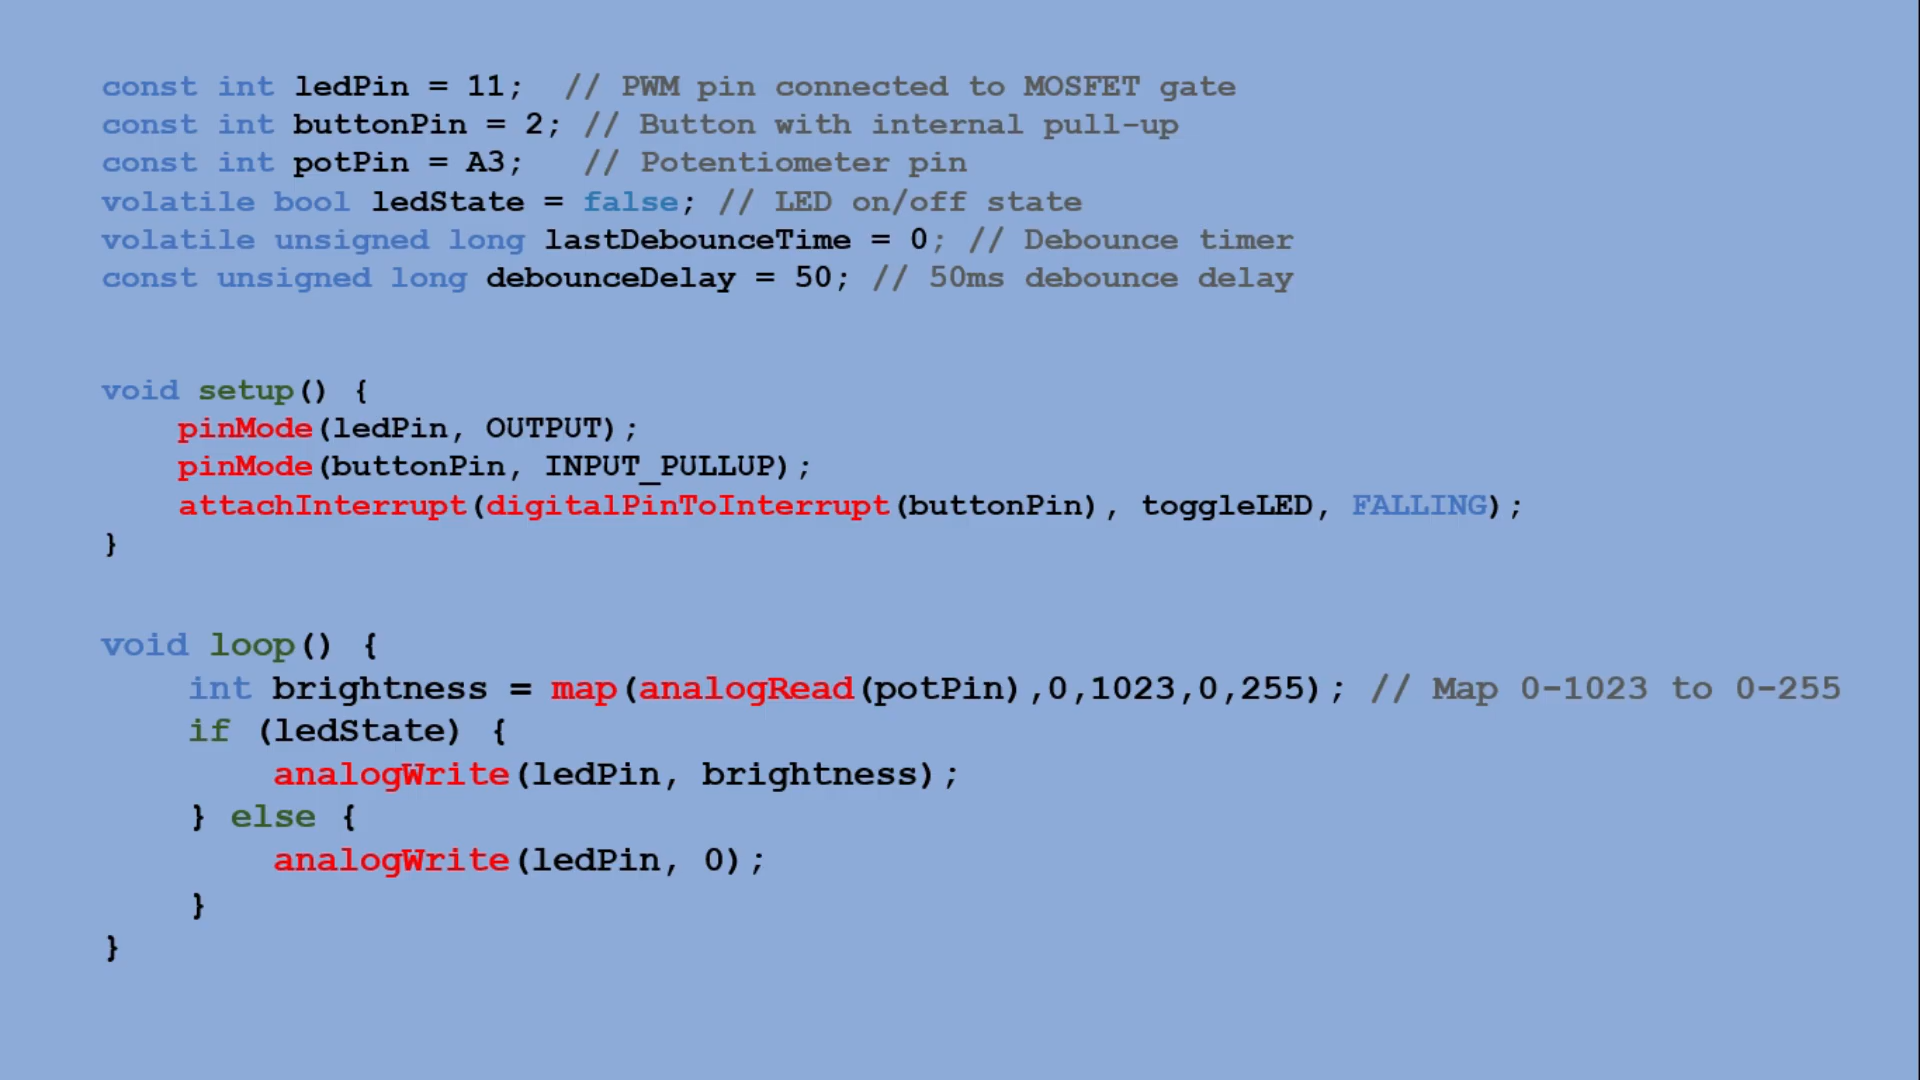 const int ledPin = 11;  // PWM pin connected to MOSFET gate
const int buttonPin = 2; // Button with internal pull-up
const int potPin = A3;   // Potentiometer pin
volatile bool ledState = false; // LED on/off state
volatile unsigned long lastDebounceTime = 0; // Debounce timer
const unsigned long debounceDelay = 50; // 50ms debounce delay
void setup() {
    pinMode(ledPin, OUTPUT);
    pinMode(buttonPin, INPUT_PULLUP);
    attachInterrupt(digitalPinToInterrupt(buttonPin), toggleLED, FALLING);
}
void loop() {
    int brightness = map(analogRead(potPin),0,1023,0,255); // Map 0-1023 to 0-255
    if (ledState) {
        analogWrite(ledPin, brightness);
    } else {
        analogWrite(ledPin, 0);
    }
}